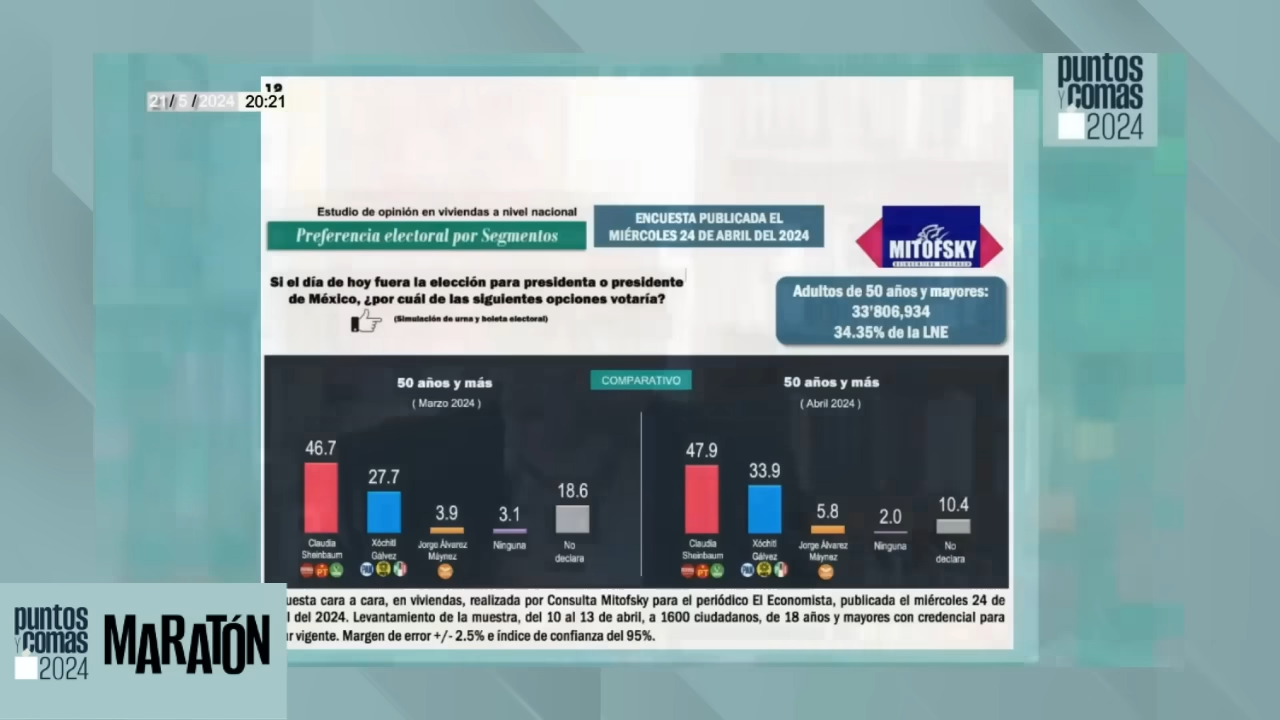 19
21/ 5 /2024 20:21
puntos
y comas
2024
Estudio de opinión en viviendas a nivel nacional
Preferencia electoral por Segmentos
ENCUESTA PUBLICADA EL
MIÉRCOLES 24 DE ABRIL DEL 2024
MITOFSKY
Si el día de hoy fuera la elección para presidenta o presidente
de México, ¿por cuál de las siguientes opciones votaría?
(Simulación de urna y boleta electoral)
Adultos de 50 años y mayores:
33'806,934
34.35% de la LNE
COMPARATIVO
50 años y más
( Marzo 2024 )
46.7
27.7
3.9
3.1
18.6
Claudia
Sheinbaum
Xóchitl
Gálvez
Jorge Álvarez
Máynez
Ninguna
No
declara
PT
PAN
50 años y más
( Abril 2024 )
47.9
33.9
5.8
2.0
10.4
Claudia
Sheinbaum
Xóchitl
Gálvez
Jorge Álvarez
Máynez
Ninguna
No
declara
PT
PAN
uesta cara a cara, en viviendas, realizada por Consulta Mitofsky para el periódico El Economista, publicada el miércoles 24 de
l del 2024. Levantamiento de la muestra, del 10 al 13 de abril, a 1600 ciudadanos, de 18 años y mayores con credencial para
r vigente. Margen de error +/- 2.5% e índice de confianza del 95%.
puntos
y comas
2024
MARATÓN